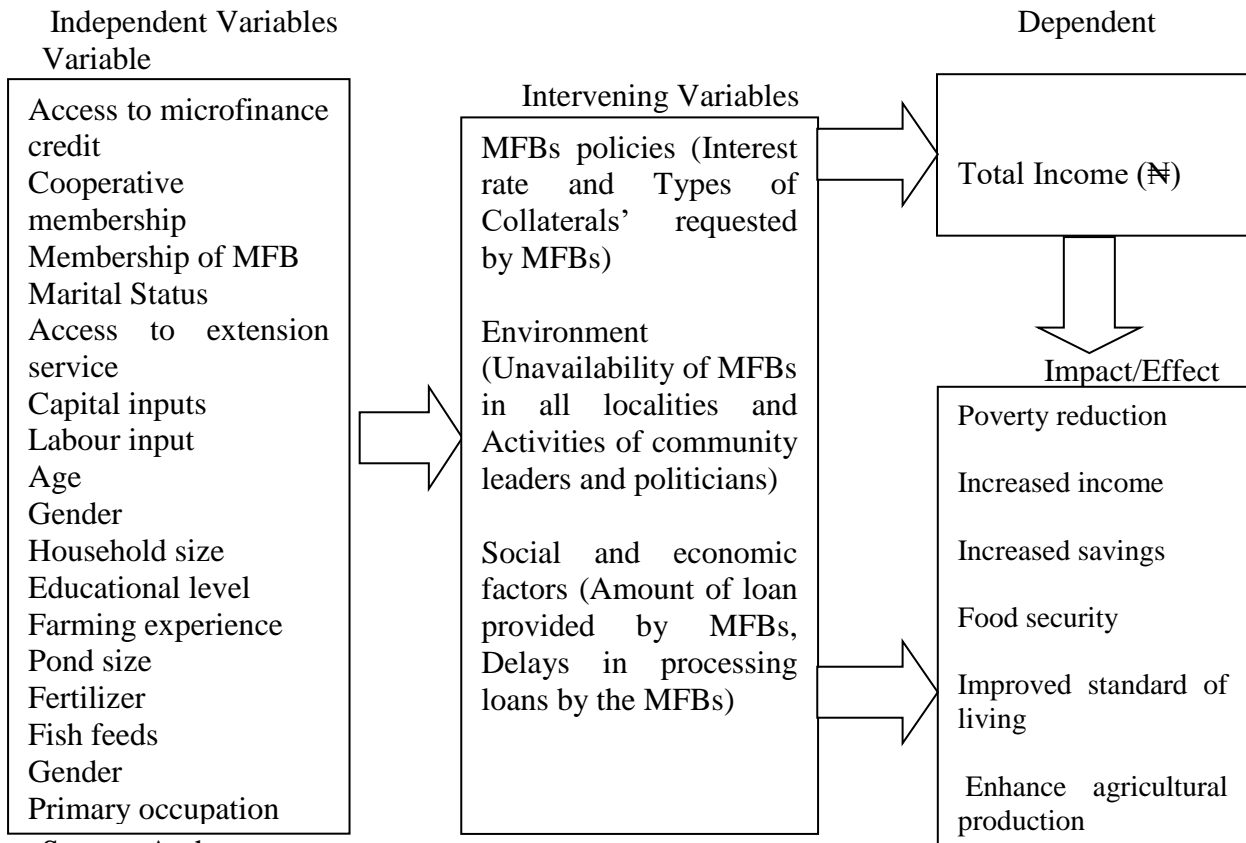 Independent Variables
Dependent
Variable
Access to microfinance
credit
Cooperative
membership
Membership of MFB
Marital Status
Access to extension
service
Capital inputs
Labour input
Age
Gender
Household size
Educational level
Farming experience
Pond size
Fertilizer
Fish feeds
Gender
Primary occupation
Intervening Variables
MFBs policies (Interest
rate and Types of
Collaterals’ requested
by MFBs)
Environment
(Unavailability of MFBs
in all localities and
Activities of community
leaders and politicians)
Social and economic
factors (Amount of loan
provided by MFBs,
Delays in processing
loans by the MFBs)
Total Income (₦)
Impact/Effect
Poverty reduction
Increased income
Increased savings
Food security
Improved standard of
living
Enhance agricultural
production